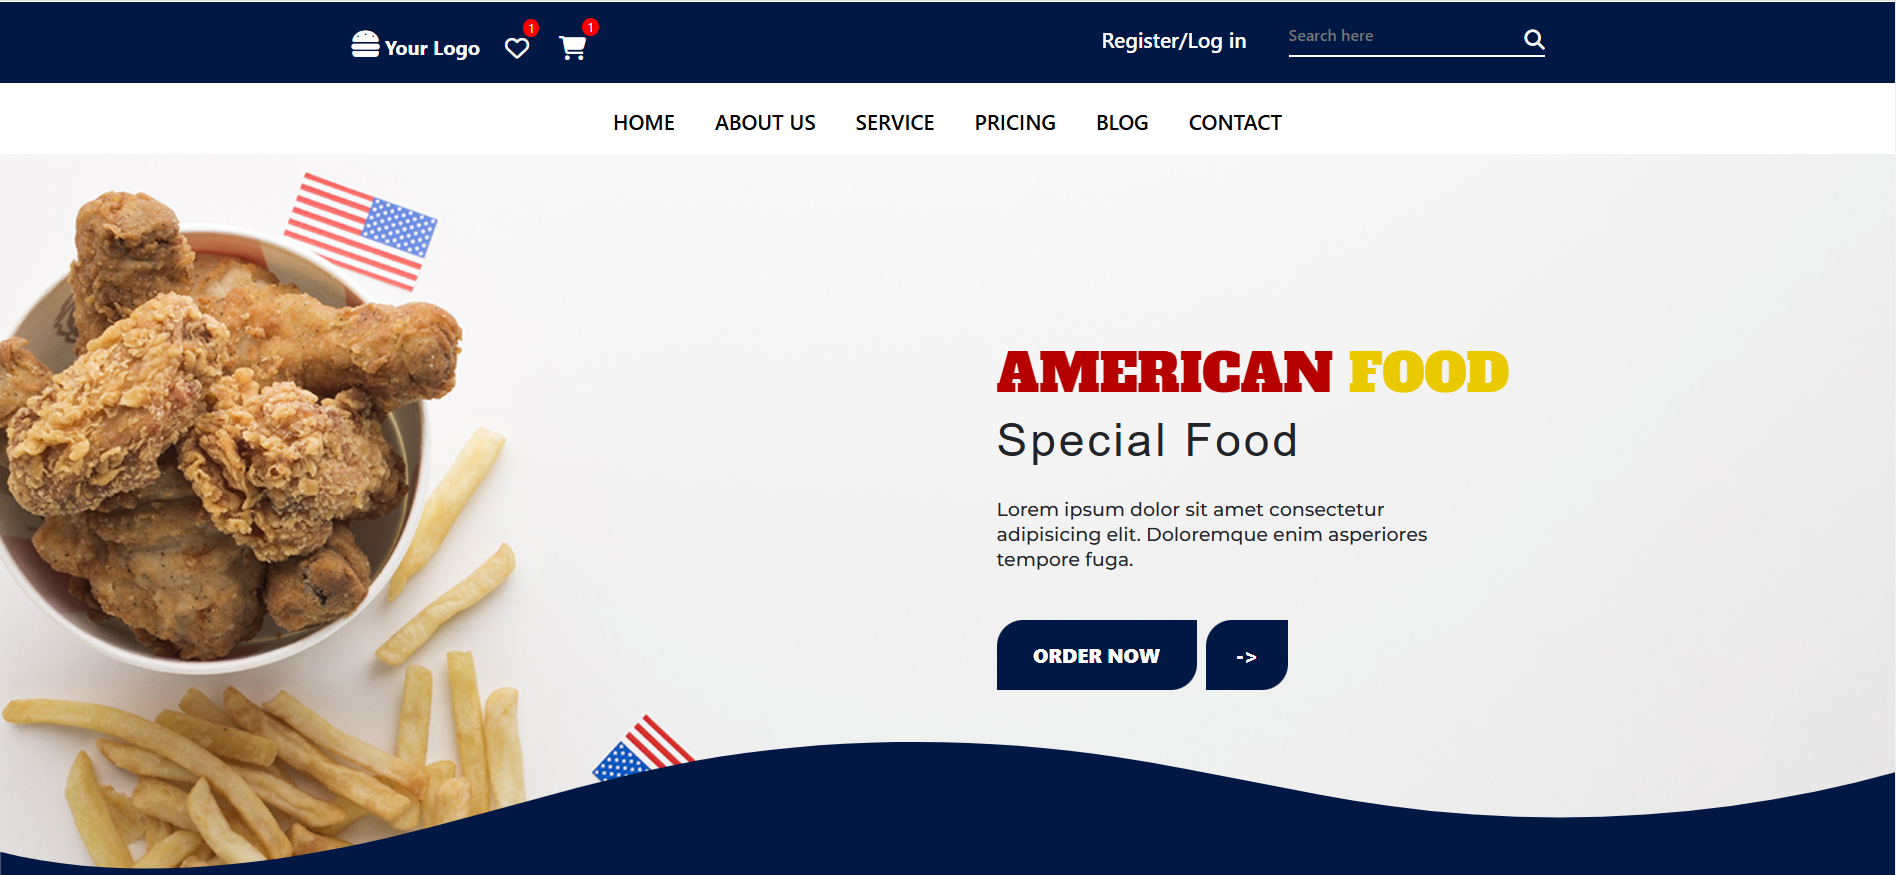 Your Logo
1
1
Register/Log in
Search here
HOME ABOUT US SERVICE PRICING BLOG CONTACT
AMERICAN FOOD
Special Food
Lorem ipsum dolor sit amet consectetur
adipisicing elit. Doloremque enim asperiores
tempore fuga.
ORDER NOW
->